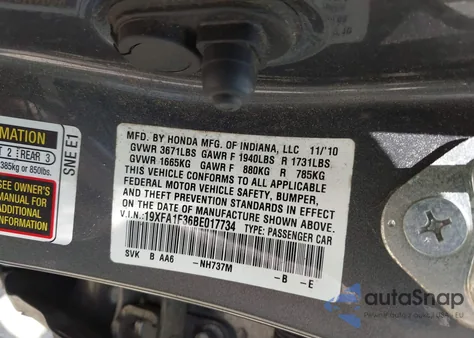 MATION
T 2 REAR 3
385kg or 850lbs.
SEE OWNER'S
MANUAL FOR
SWE E1
MFD. BY HONDA MFG. OF INDIANA, LLC 11/'10
GVWR 3671LBS GAWR F 1940LBS R 1731LBS
GVWR 1665KG GAWR F 880KG R 785KG
THIS VEHICLE CONFORMS TO ALL APPLICABLE
FEDERAL MOTOR VEHICLE SAFETY, BUMPER,
AND THEFT PREVENTION STANDARDS IN EFFECT
ON THE DATE OF MANUFACTURE SHOWN ABOVE.
V.I.N.:19XFA1F36BE017734 TYPE: PASSENGER CAR
SVK B AA6 -NH737M -B -E
autoSnap